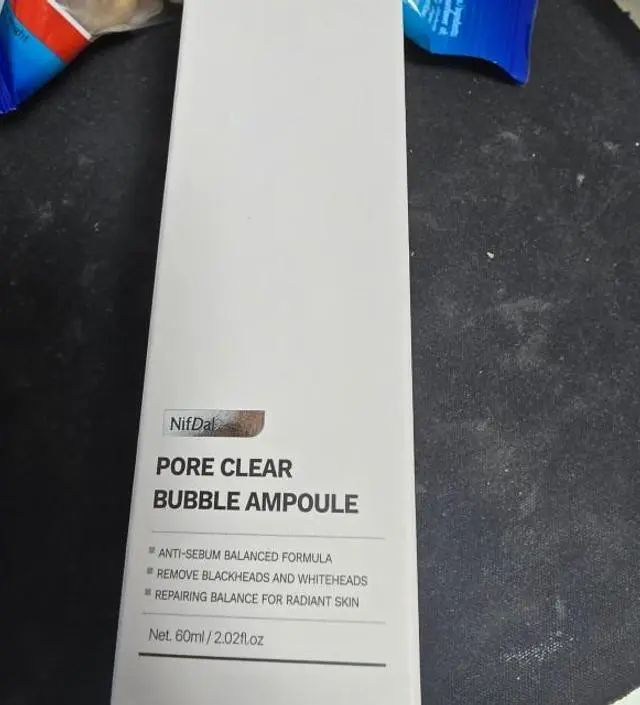 NifDal
PORE CLEAR
BUBBLE AMPOULE
ANTI-SEBUM BALANCED FORMULA
REMOVE BLACKHEADS AND WHITEHEADS
REPAIRING BALANCE FOR RADIANT SKIN
Net. 60ml / 2.02fl.oz